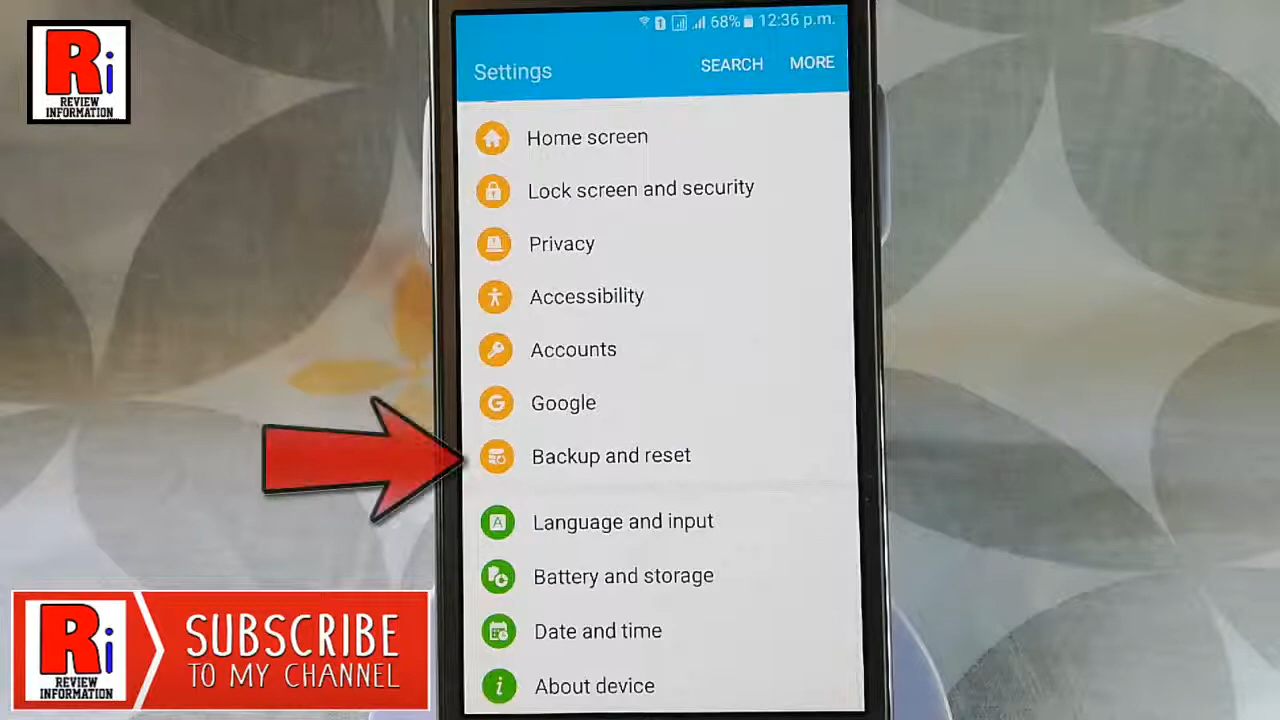 Ri
REVIEW
INFORMATION
1 68% 12:36 p.m.
Settings SEARCH MORE
Home screen
Lock screen and security
Privacy
Accessibility
Accounts
G Google
Backup and reset
A Language and input
Battery and storage
Date and time
i About device
Ri
REVIEW
INFORMATION
SUBSCRIBE
TO MY CHANNEL